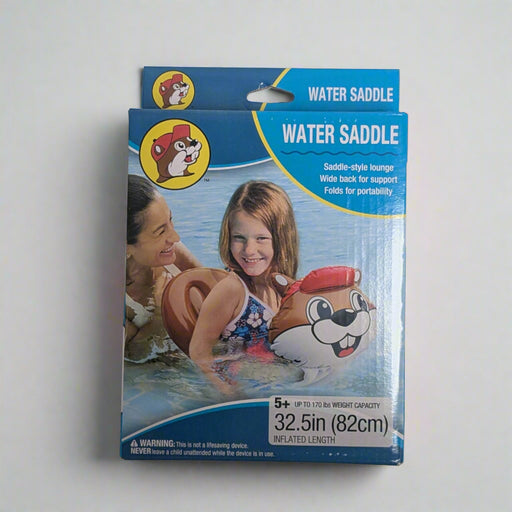 WATER SADDLE
WATER SADDLE
Saddle-style lounge
Wide back for support
Folds for portability
TM
5+ UP TO 170 lbs WEIGHT CAPACITY
32.5in (82cm)
INFLATED LENGTH
WARNING: This is not a lifesaving device.
NEVER leave a child unattended while the device is in use.